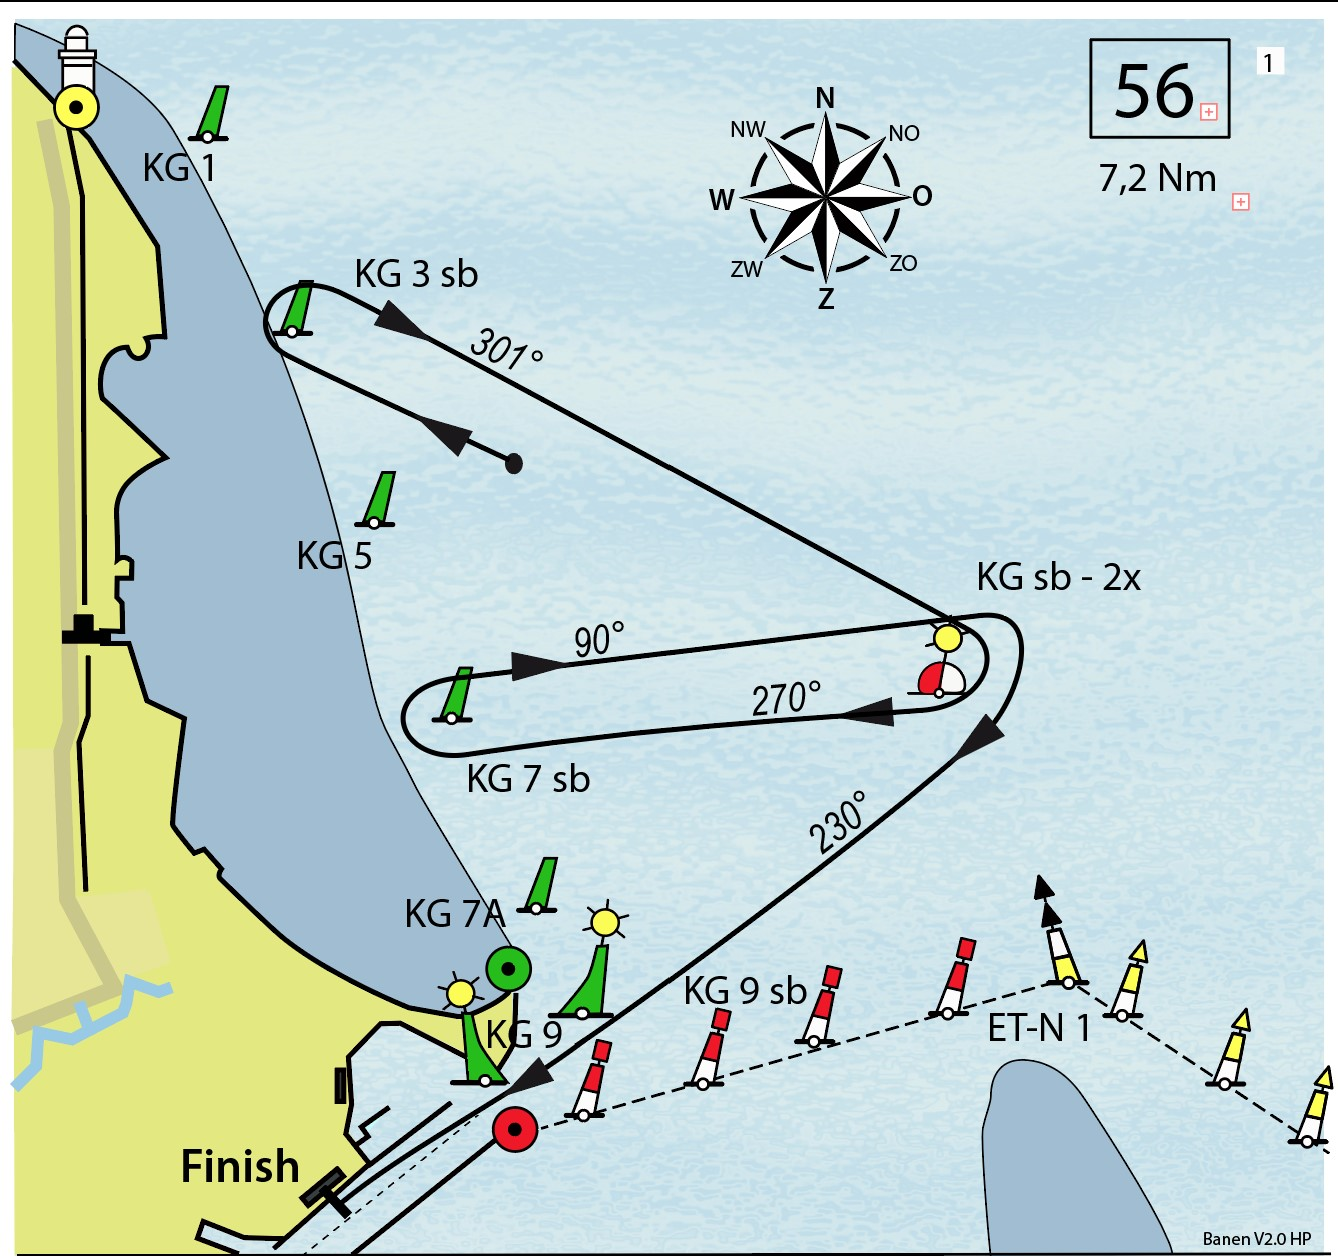 56
1
7,2 Nm
N
NW
NO
W
O
ZW
ZO
Z
KG 1
KG 3 sb
301°
KG 5
KG sb - 2x
90°
270°
KG 7 sb
230°
KG 7A
KG 9 sb
KG 9
ET-N 1
Finish
Banen V2.0 HP